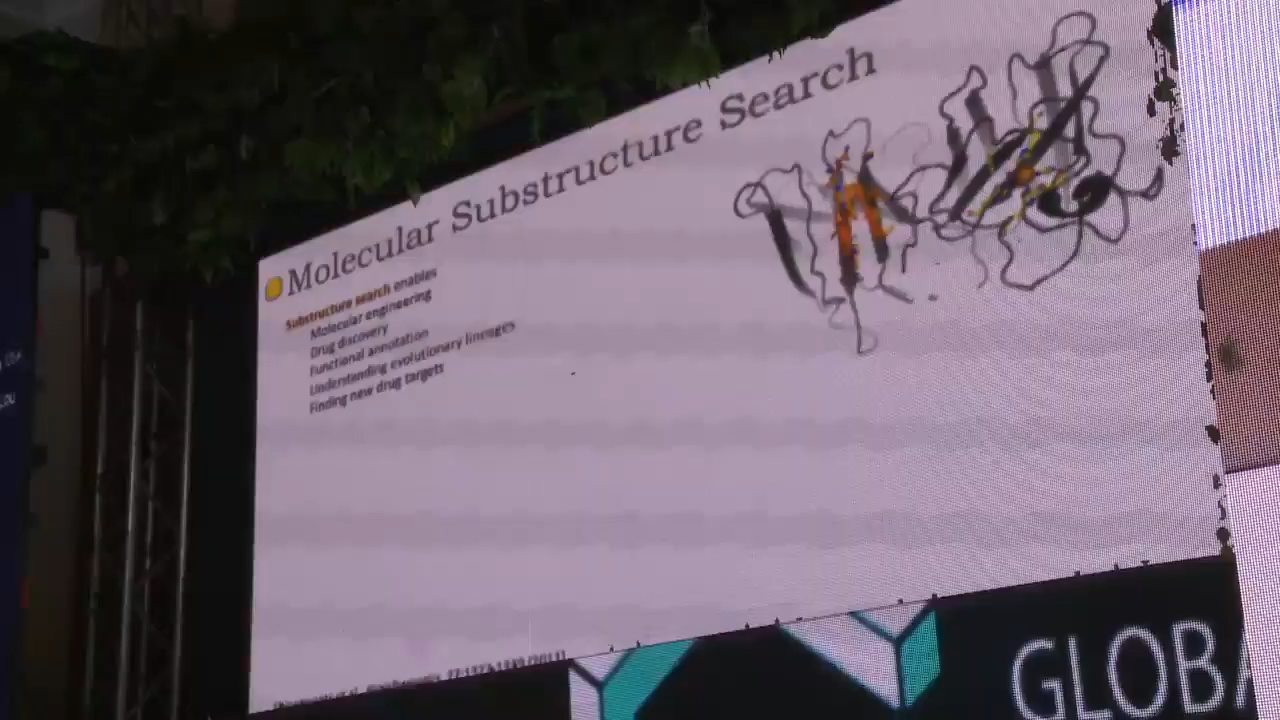 Molecular Substructure Search
Substructure search enables
Molecular engineering
Drug discovery
Functional annotation
Understanding evolutionary lineages
Finding new drug targets
GLOBA